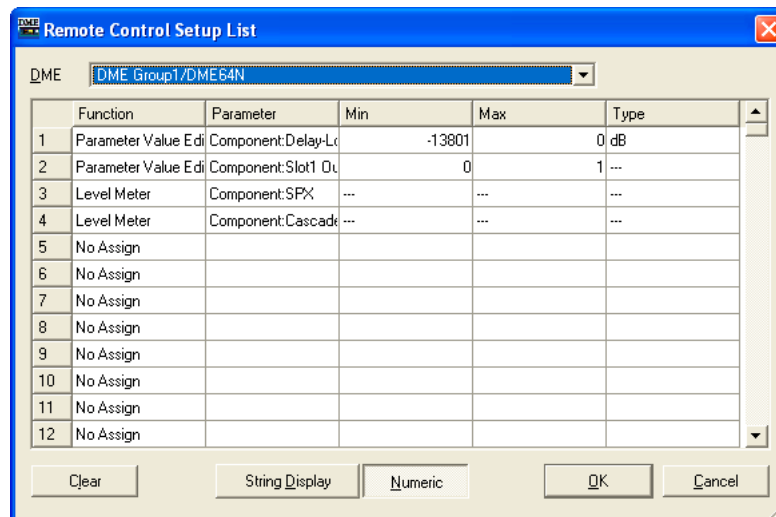 DME
Remote Control Setup List
DME DME Group1/DME64N
Function Parameter Min Max Type
1 Parameter Value Edi Component:Delay-Lo -13801 0 dB
2 Parameter Value Edi Component:Slot1 Ou 0 1 ---
3 Level Meter Component:SPX --- --- ---
4 Level Meter Component:Cascade --- --- ---
5 No Assign
6 No Assign
7 No Assign
8 No Assign
9 No Assign
10 No Assign
11 No Assign
12 No Assign
Clear String Display Numeric OK Cancel